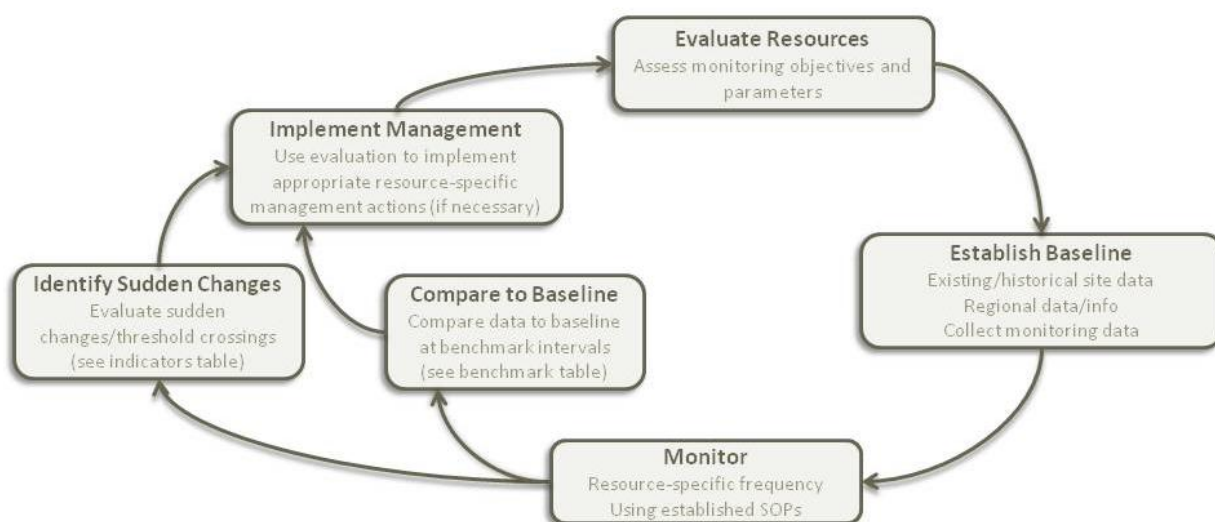 Evaluate Resources
Assess monitoring objectives and
parameters
Implement Management
Use evaluation to implement
appropriate resource-specific
management actions (if necessary)
Establish Baseline
Existing/historical site data
Regional data/info
Collect monitoring data
Identify Sudden Changes
Evaluate sudden
changes/threshold crossings
(see indicators table)
Compare to Baseline
Compare data to baseline
at benchmark intervals
(see benchmark table)
Monitor
Resource-specific frequency
Using established SOPs